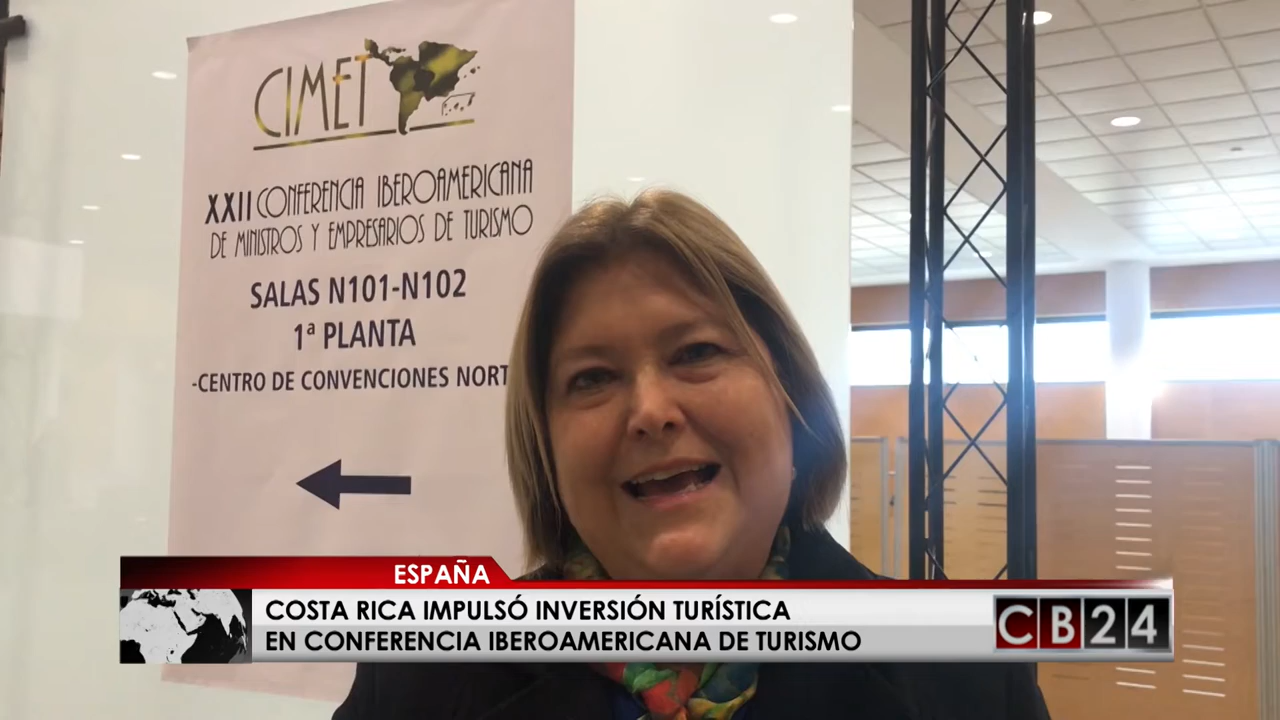 CIMET
XXII CONFERENCIA IBEROAMERICANA
DE MINISTROS Y EMPRESARIOS DE TURISMO
SALAS N101-N102
1ª PLANTA
-CENTRO DE CONVENCIONES
ESPAÑA
COSTA RICA IMPULSÓ INVERSIÓN TURÍSTICA
EN CONFERENCIA IBEROAMERICANA DE TURISMO
CB24